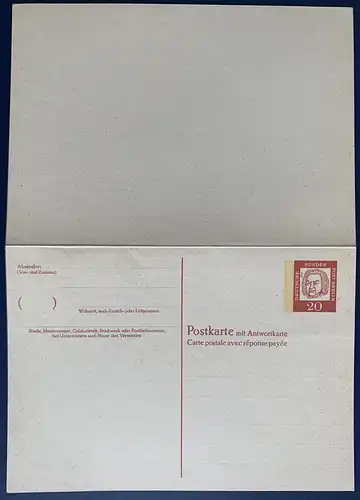 Absender:
(Vor- und Zuname)
(     )
Wohnort, auch Zustell- oder Leitpostamt
Straße, Hausnummer, Gebäudeteil, Stockwerk oder Postfachnummer,
bei Untermietern auch Name des Vermieters
DEUTSCHE BUNDESPOST BERLIN
20
Postkarte mit Antwortkarte
Carte postale avec réponse payée